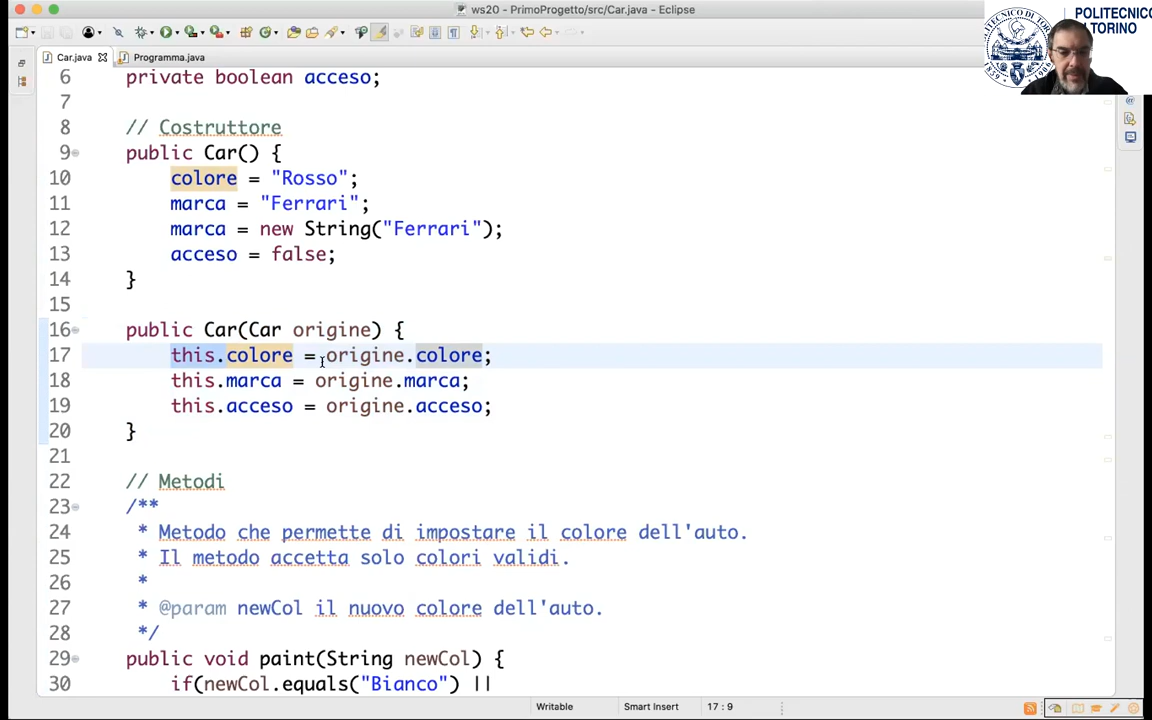 ws20 - PrimoProgetto/src/Car.java - Eclipse
POLITECNICO
DI TORINO
Car.java
Programma.java
6 private boolean acceso;
7
8 // Costruttore
9 public Car() {
10 colore = "Rosso";
11 marca = "Ferrari";
12 marca = new String("Ferrari");
13 acceso = false;
14 }
15
16 public Car(Car origine) {
17 this.colore = origine.colore;
18 this.marca = origine.marca;
19 this.acceso = origine.acceso;
20 }
21
22 // Metodi
23 /**
24 * Metodo che permette di impostare il colore dell'auto.
25 * Il metodo accetta solo colori validi.
26 *
27 * @param newCol il nuovo colore dell'auto.
28 */
29 public void paint(String newCol) {
30 if(newCol.equals("Bianco") ||
Writable
Smart Insert
17 : 9